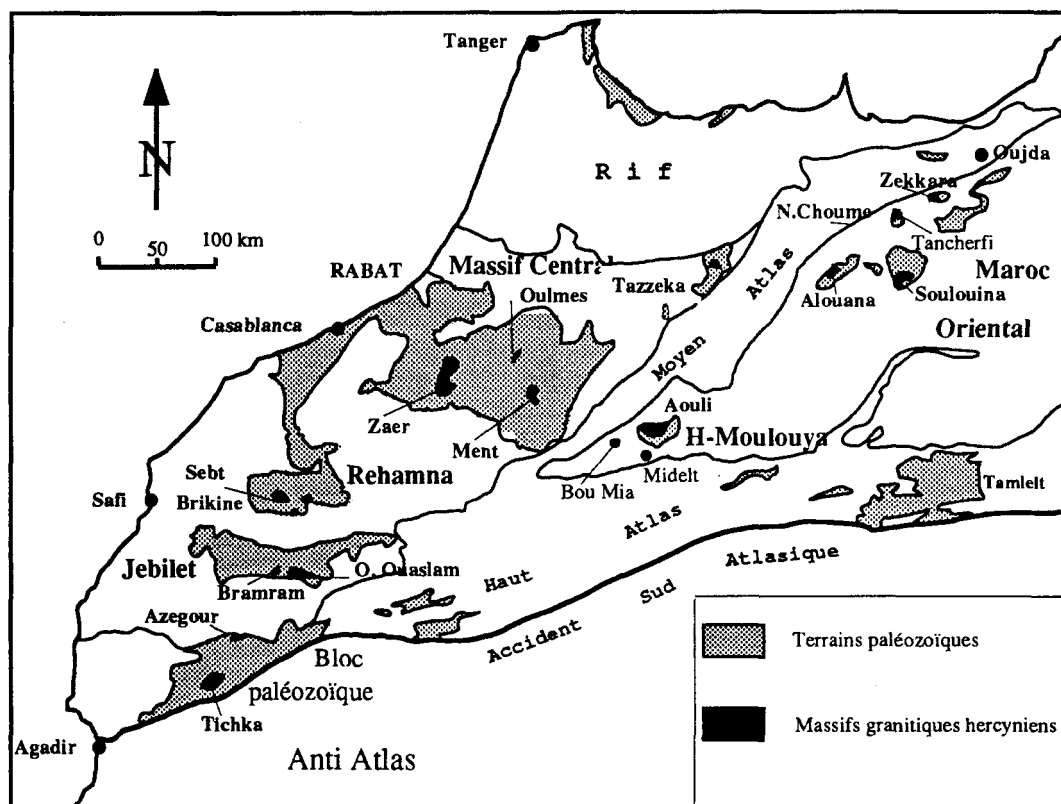 Tanger
N
R i f
Oujda
Zekkara
N.Choume
Tancherfi
0 50 100 km
RABAT
Massif Central
Tazzeka
Atlas
Maroc
Oulmes
Alouana
Soulouina
Casablanca
Oriental
Moyen
Zaer
Ment
Aouli
H-Moulouya
Sebt
Brikine
Rehamna
Bou Mia
Midelt
Safi
Tamlelt
Atlas
Jebilet
O. Ouaslam
Bramram
Haut
Atlasique
Sud
Azegour
Accident
Bloc
paléozoïque
Terrains paléozoïques
Tichka
Massifs granitiques hercyniens
Agadir
Anti Atlas